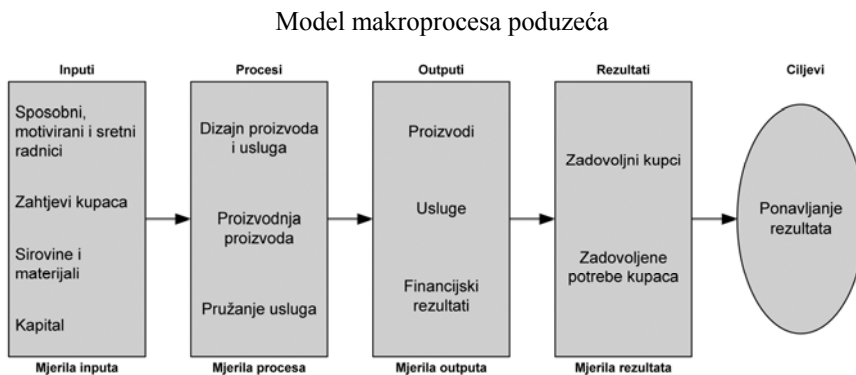 Model makroprocesa poduzeća
Inputi
Sposobni,
motivirani i sretni
radnici
Zahtjevi kupaca
Sirovine i
materijali
Kapital
Mjerila inputa
Procesi
Dizajn proizvoda
i usluga
Proizvodnja
proizvoda
Pružanje usluga
Mjerila procesa
Outputi
Proizvodi
Usluge
Financijski
rezultati
Mjerila outputa
Rezultati
Zadovoljni kupci
Zadovoljene
potrebe kupaca
Mjerila rezultata
Ciljevi
Ponavljanje
rezultata